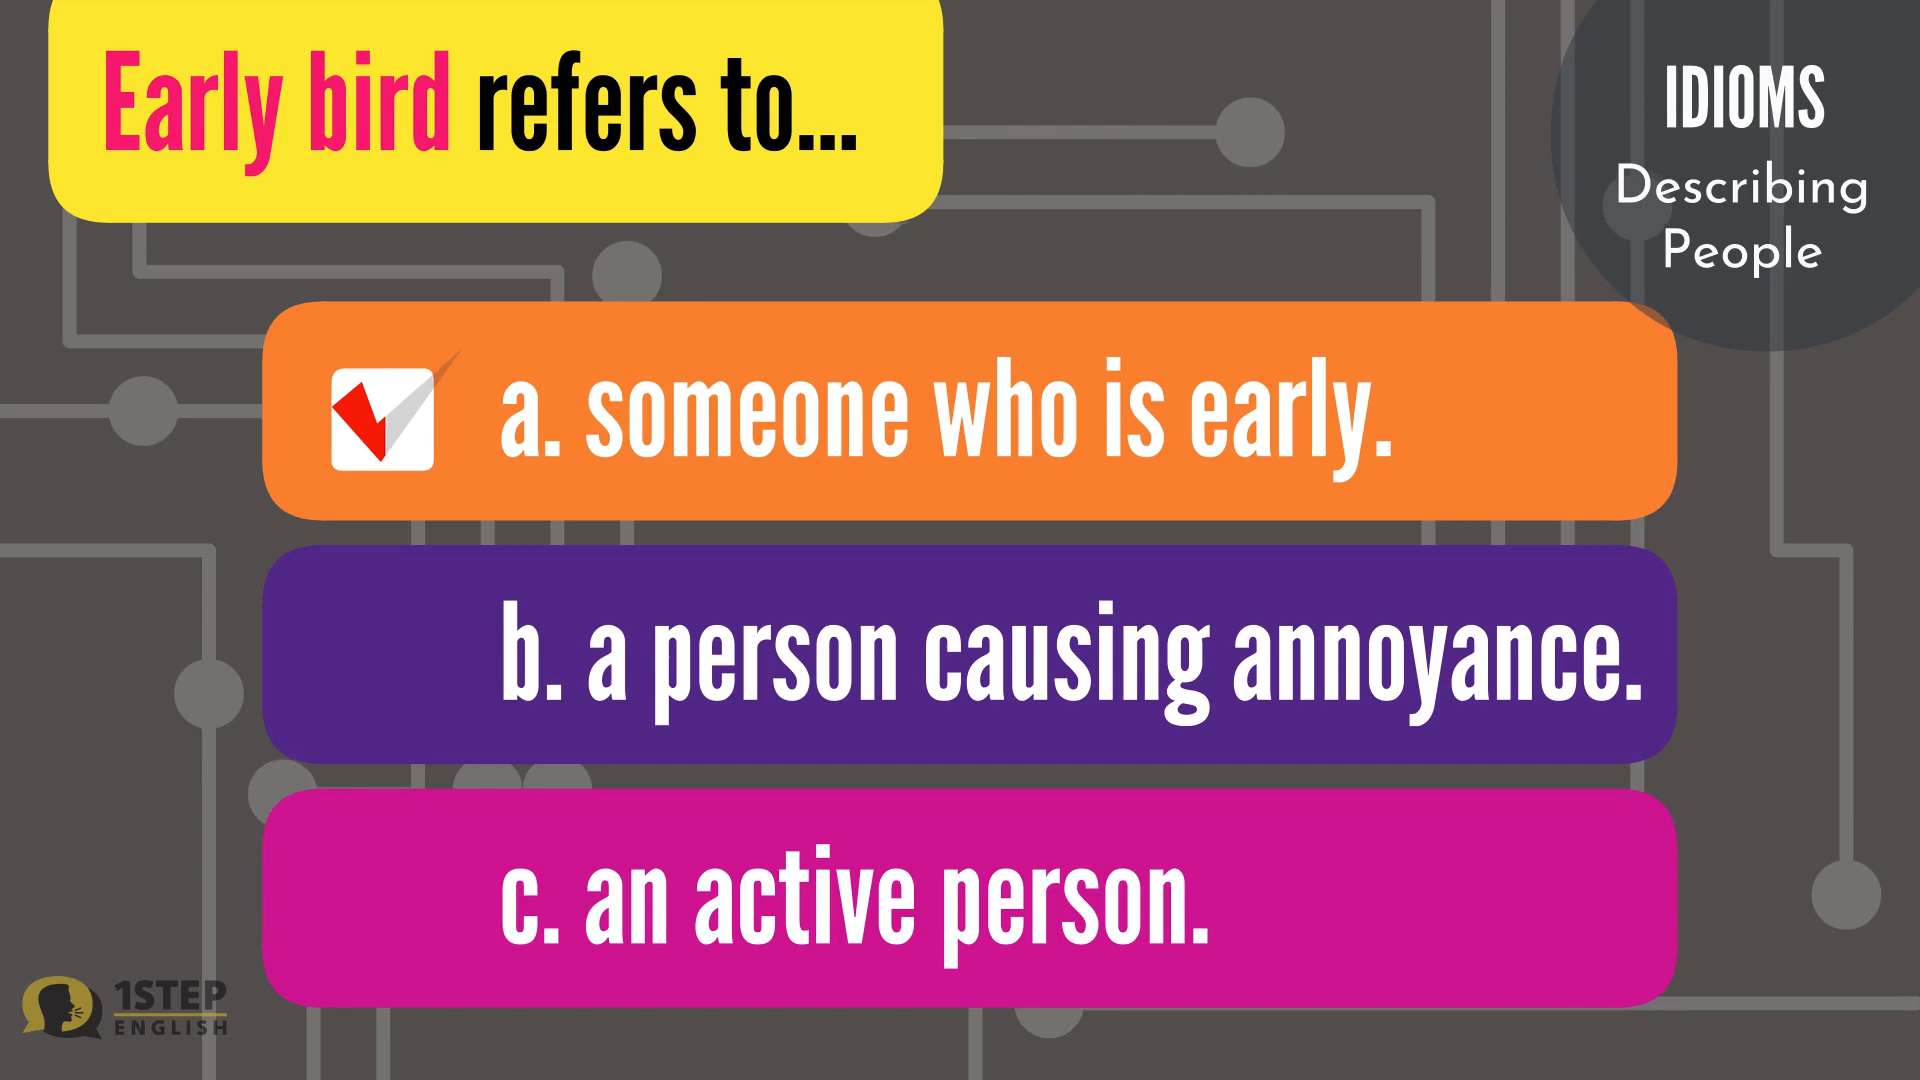 Early bird refers to...
IDIOMS
Describing
People
a. someone who is early.
b. a person causing annoyance.
c. an active person.
1STEP
ENGLISH